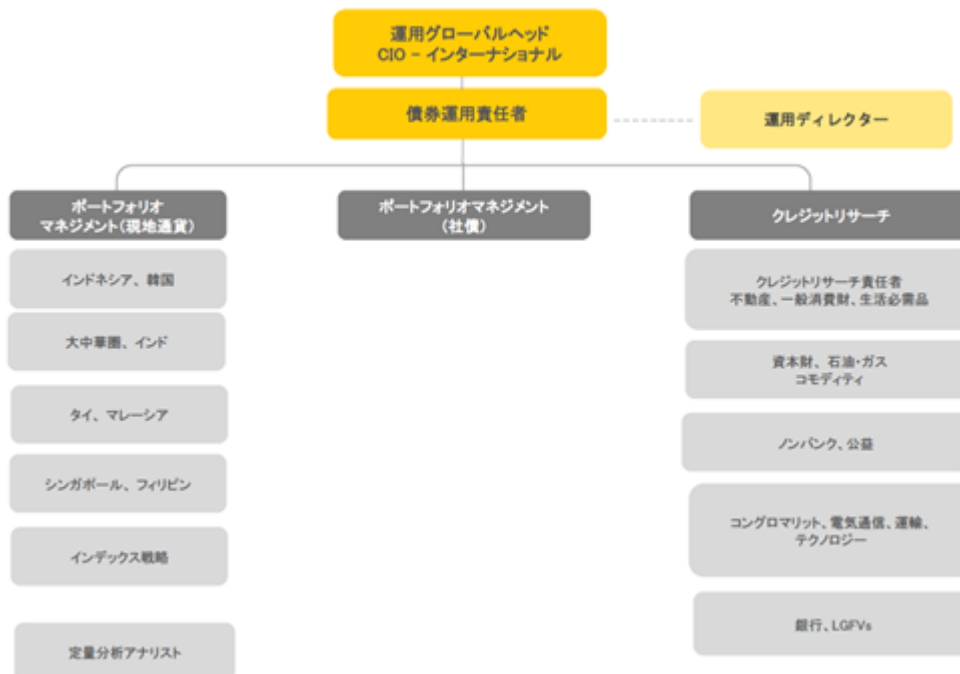 運用グローバルヘッド
CIO － インターナショナル
債券運用責任者
運用ディレクター
ポートフォリオ
マネジメント(現地通貨)
ポートフォリオマネジメント
(社債)
クレジットリサーチ
インドネシア、韓国
大中華圏、インド
タイ、マレーシア
シンガポール、フィリピン
インデックス戦略
定量分析アナリスト
クレジットリサーチ責任者
不動産、一般消費財、生活必需品
資本財、石油・ガス
コモディティ
ノンバンク、公益
コングロマリット、電気通信、運輸、
テクノロジー
銀行、LGFVs